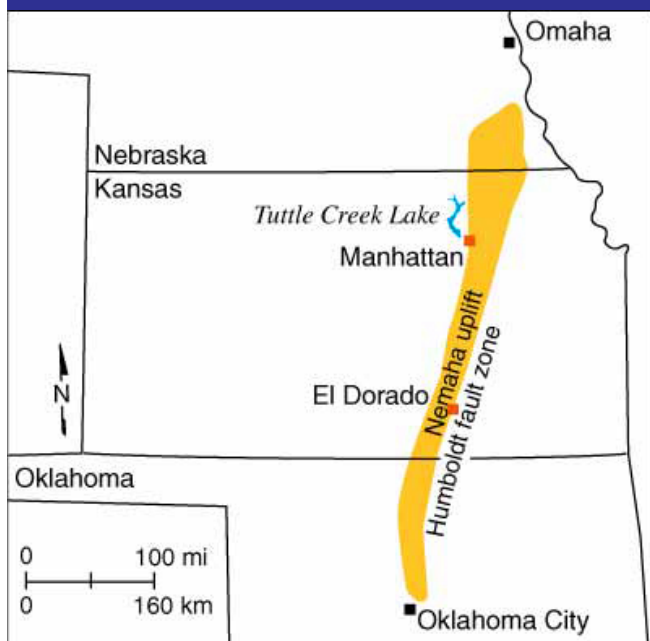 Omaha
Nebraska
Kansas
Tuttle Creek Lake
Manhattan
Nemaha uplift
Humboldt fault zone
N
El Dorado
Oklahoma
0 100 mi
0 160 km
Oklahoma City